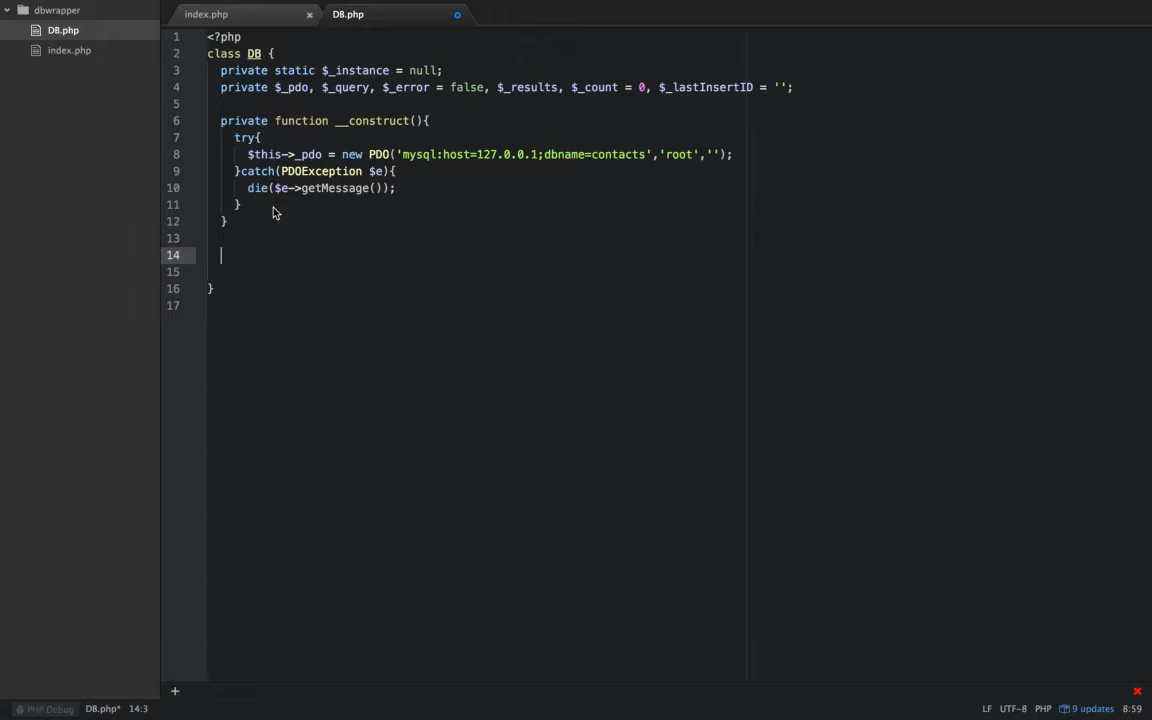 dbwrapper
DB.php
index.php
index.php ×
DB.php
1 <?php
2 class DB {
3 private static $_instance = null;
4 private $_pdo, $_query, $_error = false, $_results, $_count = 0, $_lastInsertID = '';
5
6 private function __construct(){
7 try{
8 $this->_pdo = new PDO('mysql:host=127.0.0.1;dbname=contacts','root','');
9 }catch(PDOException $e){
10 die($e->getMessage());
11 }
12 }
13
14
15
16 }
17
+
PHP Debug DB.php* 14:3 LF UTF-8 PHP 9 updates 8:59